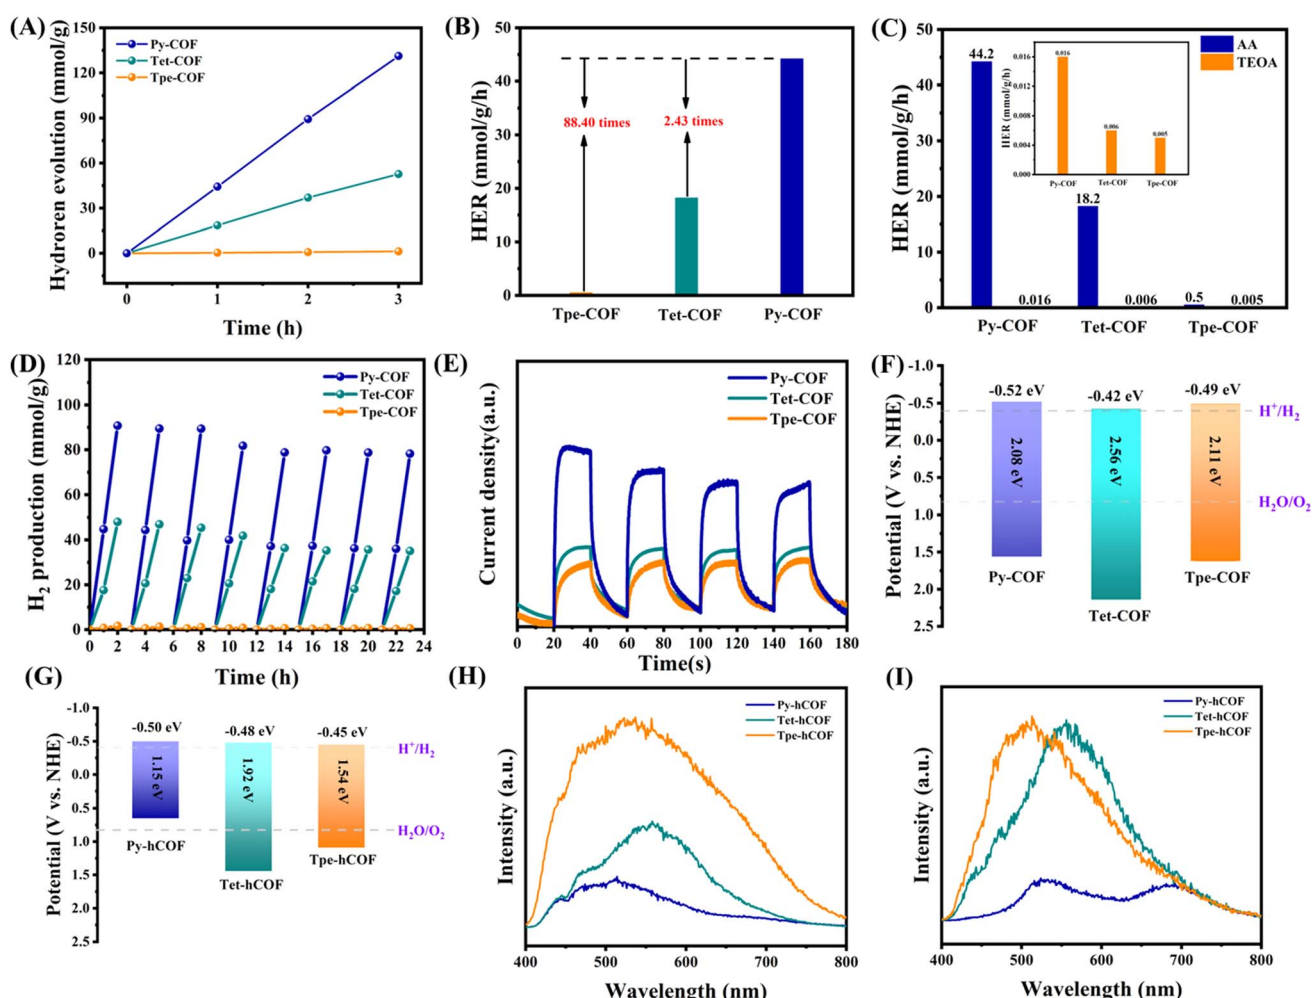 (A)
Hydroren evolution (mmol/g)
150
120
90
60
30
0
Py-COF
Tet-COF
Tpe-COF
0 1 2 3
Time (h)
(B)
HER (mmol/g/h)
50
40
30
20
10
0
88.40 times
2.43 times
Tpe-COF Tet-COF Py-COF
(C)
HER (mmol/g/h)
50
40
30
20
10
0
44.2
0.016
18.2
0.006
0.5
0.005
Py-COF Tet-COF Tpe-COF
AA
TEOA
HER (mmol/g/h)
0.016
0.012
0.008
0.004
0.000
0.016
0.006
0.005
Py-COF Tet-COF Tpe-COF
(D)
H2 production (mmol/g)
120
100
80
60
40
20
0
Py-COF
Tet-COF
Tpe-COF
0 2 4 6 8 10 12 14 16 18 20 22 24
Time (h)
(E)
Current density(a.u.)
Py-COF
Tet-COF
Tpe-COF
0 20 40 60 80 100 120 140 160 180
Time(s)
(F)
Potential (V vs. NHE)
-1.0
-0.5
0.0
0.5
1.0
1.5
2.0
2.5
-0.52 eV
-0.42 eV
-0.49 eV
2.08 eV
2.56 eV
2.11 eV
H+/H2
H2O/O2
Py-COF
Tet-COF
Tpe-COF
(G)
Potential (V vs. NHE)
-1.0
-0.5
0.0
0.5
1.0
1.5
2.0
2.5
-0.50 eV
-0.48 eV
-0.45 eV
1.15 eV
1.92 eV
1.54 eV
H+/H2
H2O/O2
Py-hCOF
Tet-hCOF
Tpe-hCOF
(H)
Intensity (a.u.)
Py-hCOF
Tet-hCOF
Tpe-hCOF
400 500 600 700 800
Wavelength (nm)
(I)
Intensity (a.u.)
Py-hCOF
Tet-hCOF
Tpe-hCOF
400 500 600 700 800
Wavelength (nm)